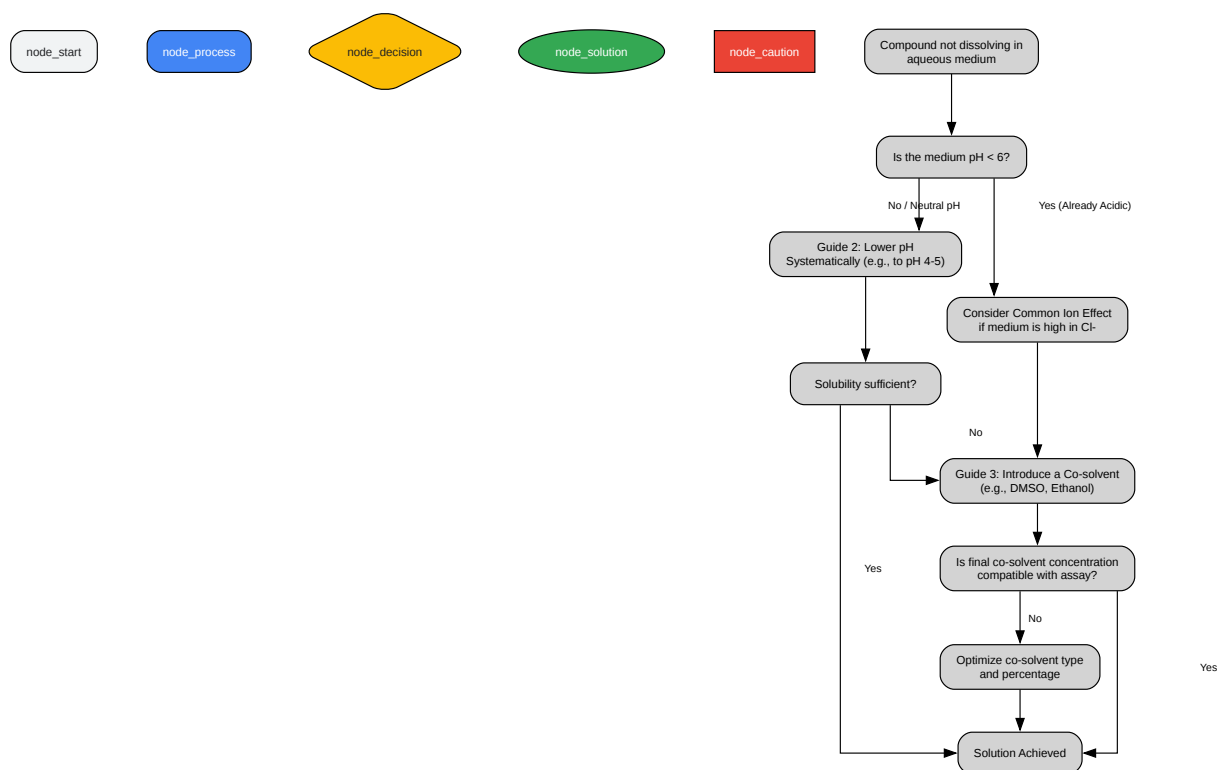 node_start
node_process
node_decision
node_solution
node_caution
Compound not dissolving in
aqueous medium
Is the medium pH < 6?
No / Neutral pH
Yes (Already Acidic)
Guide 2: Lower pH
Systematically (e.g., to pH 4-5)
Consider Common Ion Effect
if medium is high in Cl-
Solubility sufficient?
No
Guide 3: Introduce a Co-solvent
(e.g., DMSO, Ethanol)
Yes
Is final co-solvent concentration
compatible with assay?
No
Optimize co-solvent type
and percentage
Yes
Solution Achieved